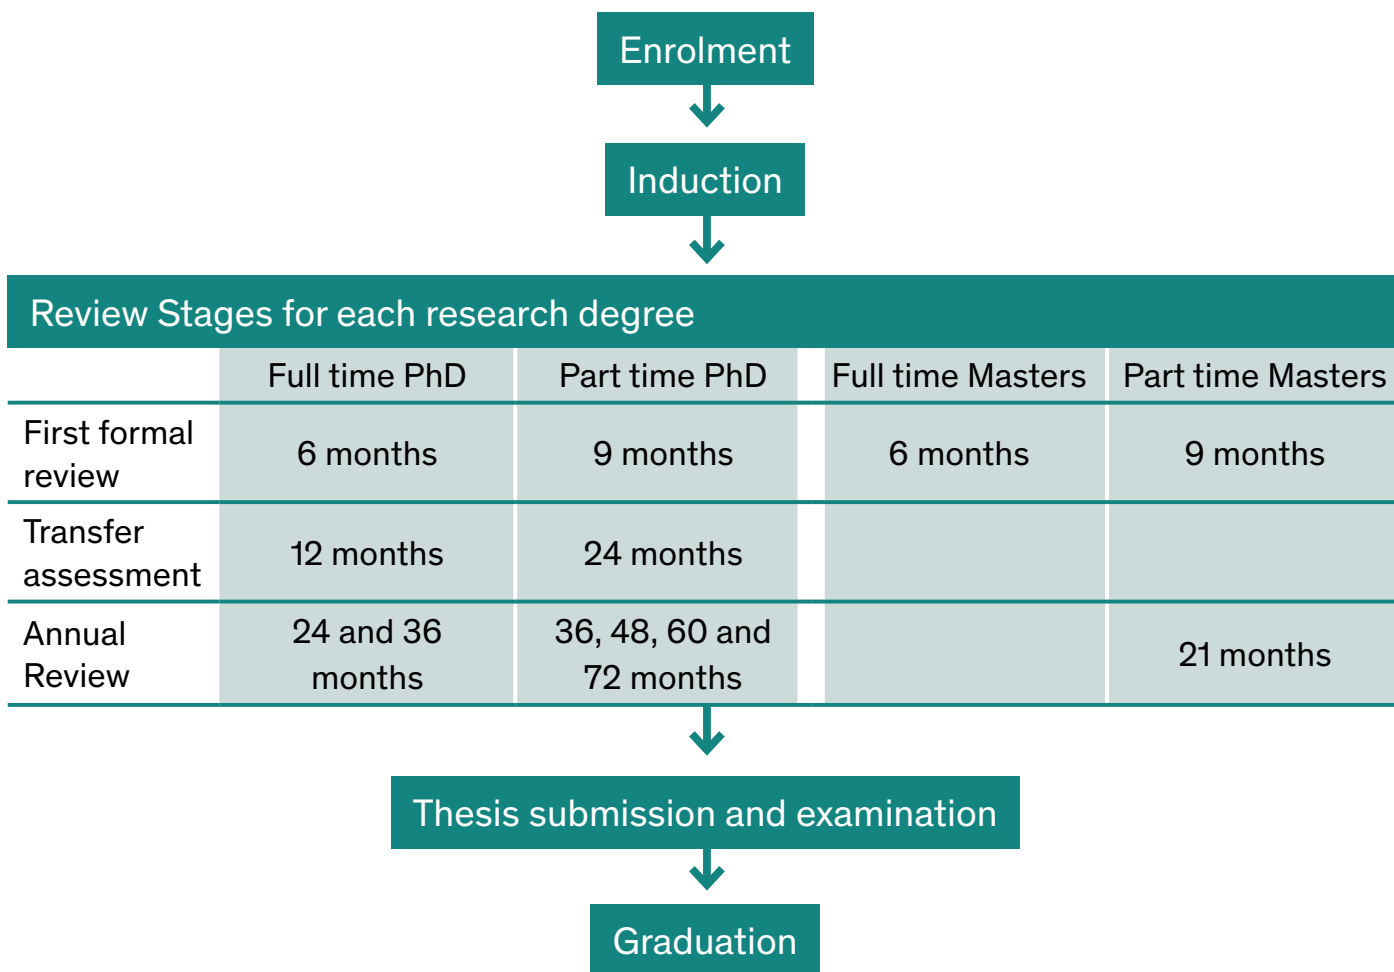 Enrolment
Induction
Review Stages for each research degree
Full time PhD Part time PhD Full time Masters Part time Masters
First formal
review
6 months 9 months 6 months 9 months
Transfer
assessment
12 months 24 months
Annual
Review
24 and 36
months
36, 48, 60 and
72 months
21 months
Thesis submission and examination
Graduation